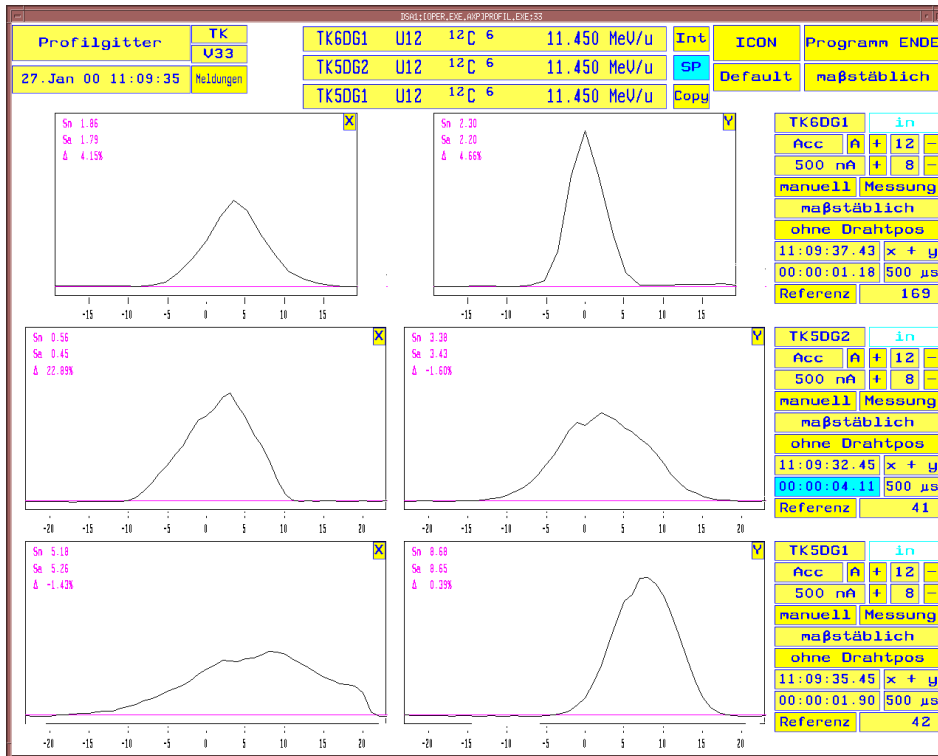 DSA1:[OPER.EXE.AXP]PROFIL.EXE;33
Profilgitter
TK
V33
27.Jan 00 11:09:35
Meldungen
TK6DG1 U12 12C 6 11.450 MeV/u
TK5DG2 U12 12C 6 11.450 MeV/u
TK5DG1 U12 12C 6 11.450 MeV/u
Int
SP
Copy
ICON
Programm ENDE
Default
maßstäblich
Sn 1.86
Sa 1.79
Δ 4.15%
X
-15 -10 -5 0 5 10 15
Sn 2.30
Sa 2.20
Δ 4.66%
Y
-15 -10 -5 0 5 10 15
TK6DG1 in
Acc A + 12 -
500 nA + 8 -
manuell Messung
maßstäblich
ohne Drahtpos
11:09:37.43 x + y
00:00:01.18 500 µs
Referenz 169
Sn 0.56
Sa 0.45
Δ 22.89%
X
-20 -15 -10 -5 0 5 10 15 20
Sn 3.38
Sa 3.43
Δ -1.60%
Y
-20 -15 -10 -5 0 5 10 15 20
TK5DG2 in
Acc A + 12 -
500 nA + 8 -
manuell Messung
maßstäblich
ohne Drahtpos
11:09:32.45 x + y
00:00:04.11 500 µs
Referenz 41
Sn 5.18
Sa 5.26
Δ -1.43%
X
-20 -15 -10 -5 0 5 10 15 20
Sn 8.68
Sa 8.65
Δ 0.39%
Y
-20 -15 -10 -5 0 5 10 15 20
TK5DG1 in
Acc A + 12 -
500 nA + 8 -
manuell Messung
maßstäblich
ohne Drahtpos
11:09:35.45 x + y
00:00:01.90 500 µs
Referenz 42